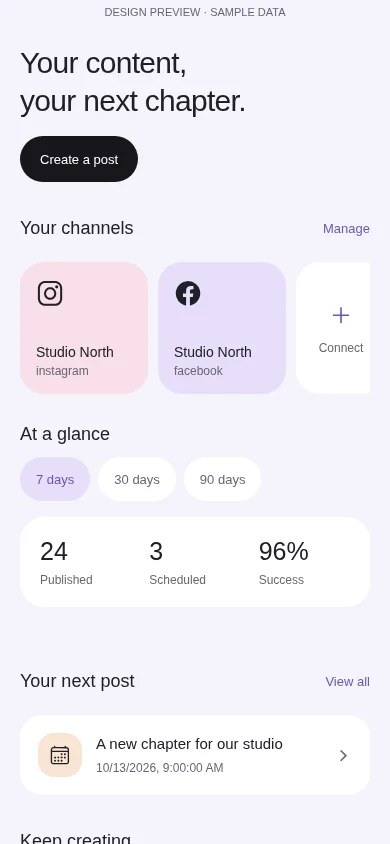 DESIGN PREVIEW · SAMPLE DATA
Your content,
your next chapter.
Create a post
Your channels
Manage
Studio North
instagram
Studio North
facebook
Connect
At a glance
7 days
30 days
90 days
24
3
96%
Published
Scheduled
Success
Your next post
View all
A new chapter for our studio
10/13/2026, 9:00:00 AM
Keep creating